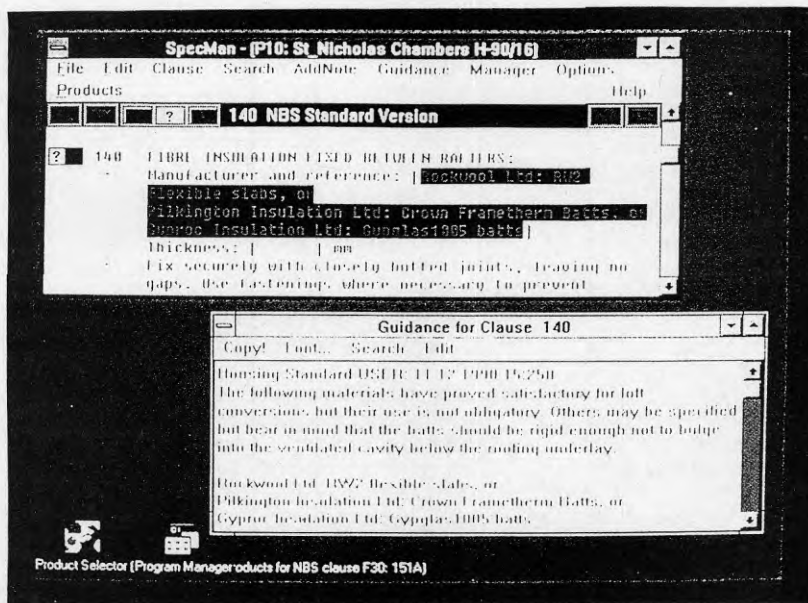 SpecMan - (P10: St_Nicholas Chambers H-90/16)
File Edit Clause Search AddNote Guidance Manager Options
Products Help
? 140 NBS Standard Version
? 140 FIBRE INSULATION FIXED BETWEEN RAFTERS:
Manufacturer and reference: |Rockwool Ltd: RW2
flexible slabs, or
Pilkington Insulation Ltd: Crown Frametherm Batts, or
Insulation Ltd: batts|
Thickness: | | mm
Fix securely with closely butted joints, leaving no
gaps. Use fastenings where necessary to prevent
Guidance for Clause 140
Copy! Font... Search Edit
Housing Standard USER: 11 12 1990
The following materials have proved satisfactory for loft
conversions but their use is not obligatory. Others may be specified
but bear in mind that the batts should be rigid enough not to bulge
into the ventilated cavity below the roofing underlay.
Ltd: RW2 flexible or
Pilkington Insulation Ltd: Crown Frametherm Batts, or
Insulation Ltd: batts
Product Selector (Program Manageroducts for NBS clause F30: 151A)